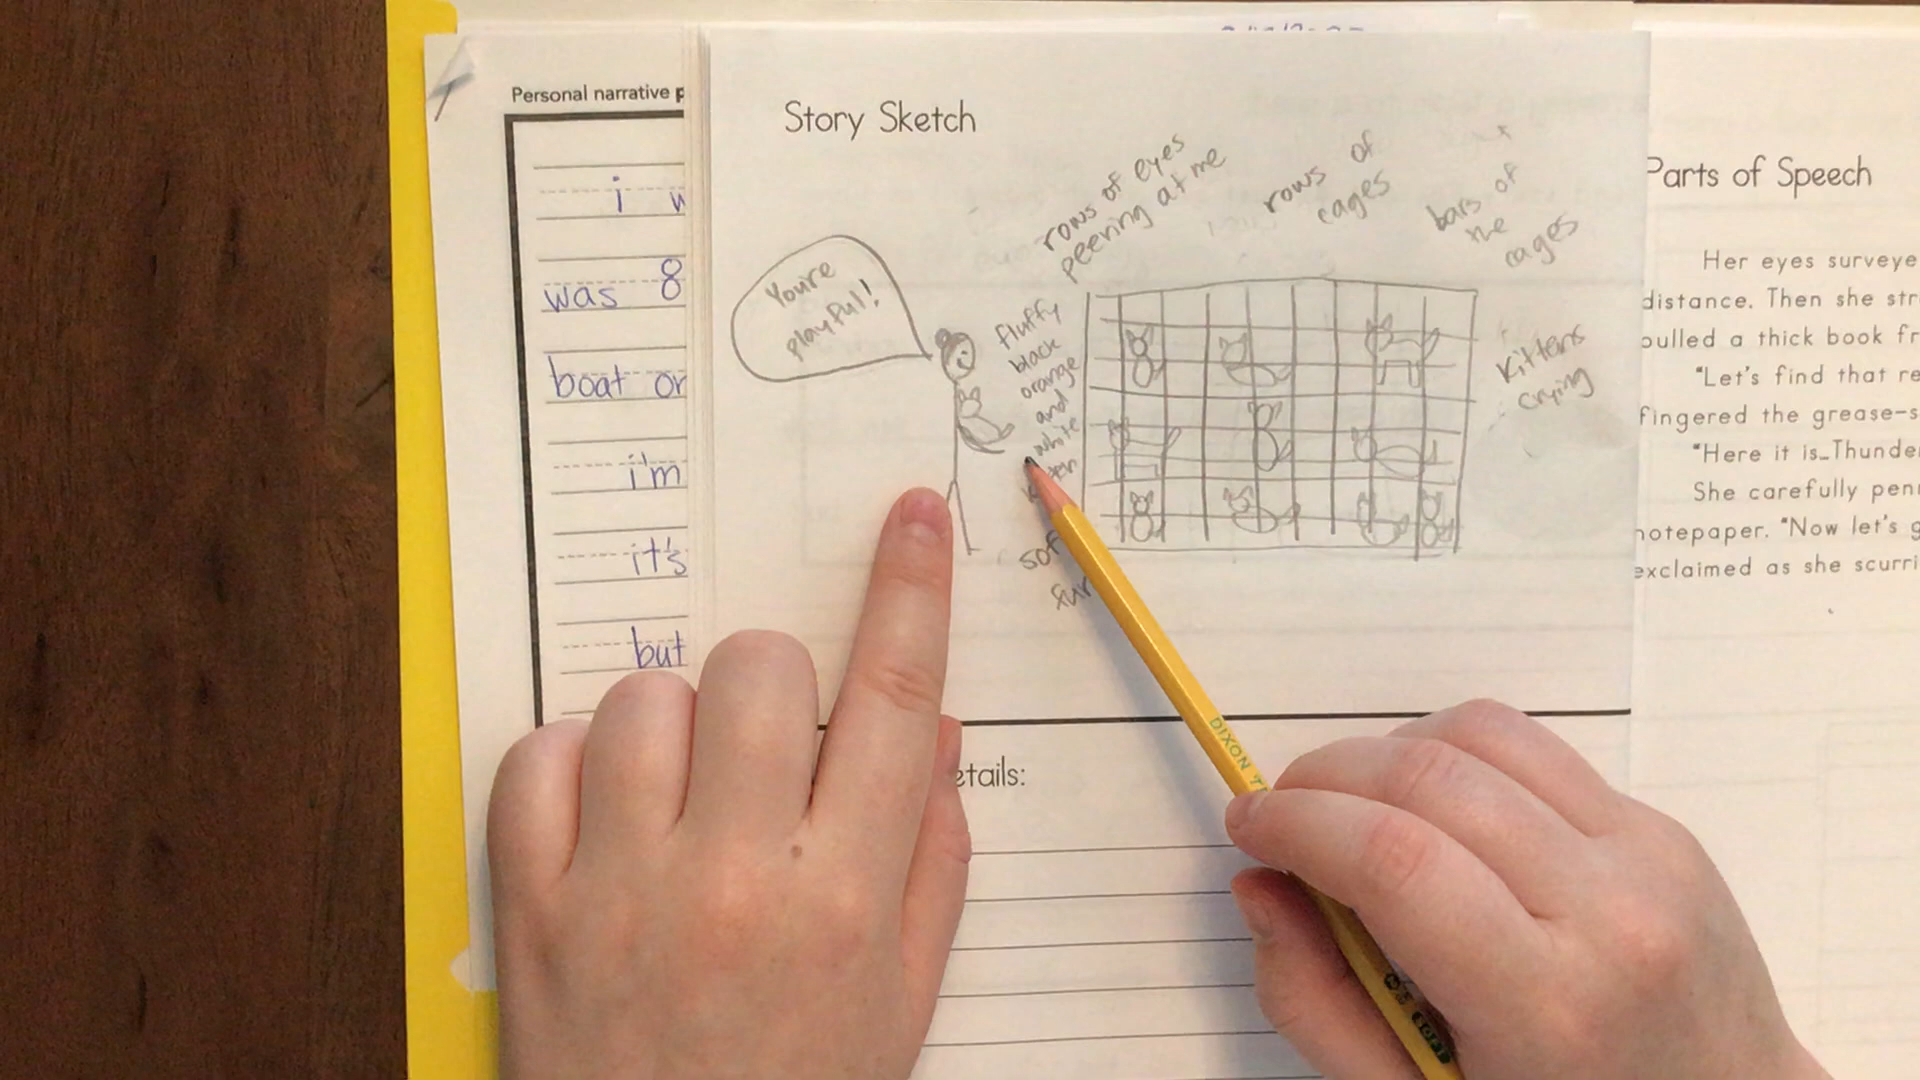 Personal narrative
i
was 8
boat or
i'm
it's
but
Story Sketch
You're
playful!
rows of eyes
peering at me
rows of
cages
bars of
the
cages
fluffy
black
orange
and
white
soft
fur
kittens
crying
etails:
Parts of Speech
Her eyes surveye
distance. Then she str
pulled a thick book fr
"Let's find that re
fingered the grease-s
"Here it is...Thunde
She carefully pen
notepaper. "Now let's g
exclaimed as she scurri
DIXON T